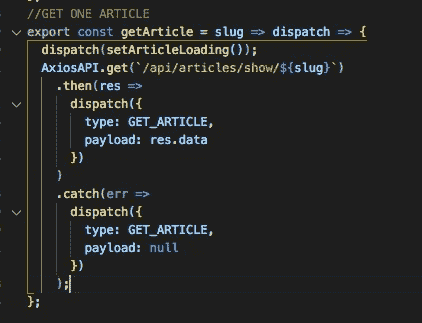 //GET ONE ARTICLE
export const getArticle = slug => dispatch => {
  dispatch(setArticleLoading());
  AxiosAPI.get(`/api/articles/show/${slug}`)
    .then(res =>
      dispatch({
        type: GET_ARTICLE,
        payload: res.data
      })
    )
    .catch(err =>
      dispatch({
        type: GET_ARTICLE,
        payload: null
      })
    );
};